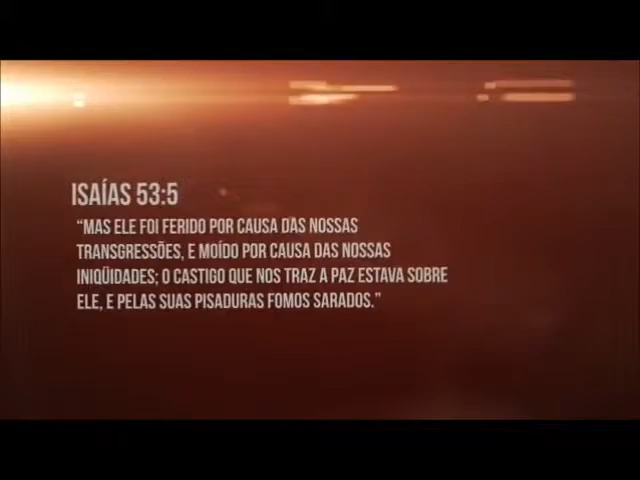 ISAÍAS 53:5
“MAS ELE FOI FERIDO POR CAUSA DAS NOSSAS
TRANSGRESSÕES, E MOÍDO POR CAUSA DAS NOSSAS
INIQÜIDADES; O CASTIGO QUE NOS TRAZ A PAZ ESTAVA SOBRE
ELE, E PELAS SUAS PISADURAS FOMOS SARADOS.”